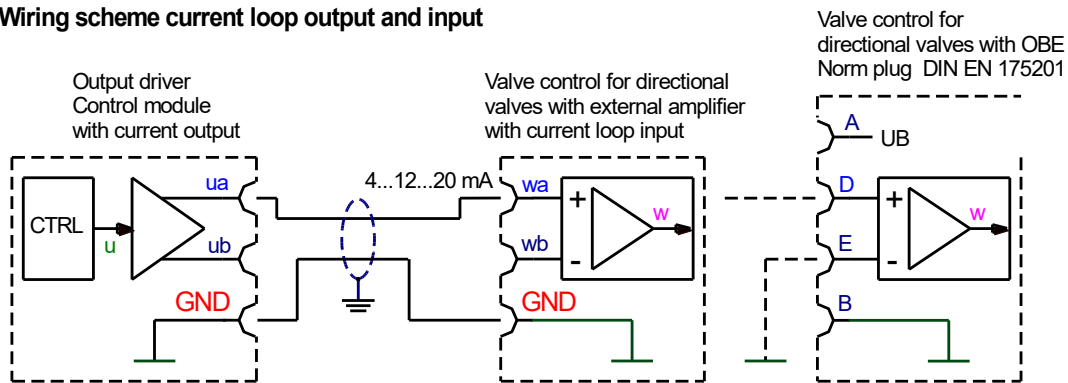 Wiring scheme current loop output and input
Output driver
Control module
with current output
Valve control for directional
valves with external amplifier
with current loop input
Valve control for
directional valves with OBE
Norm plug DIN EN 175201
A
UB
CTRL
u
ua
ub
GND
4...12...20 mA
wa
wb
GND
+
-
w
D
E
B
+
-
w